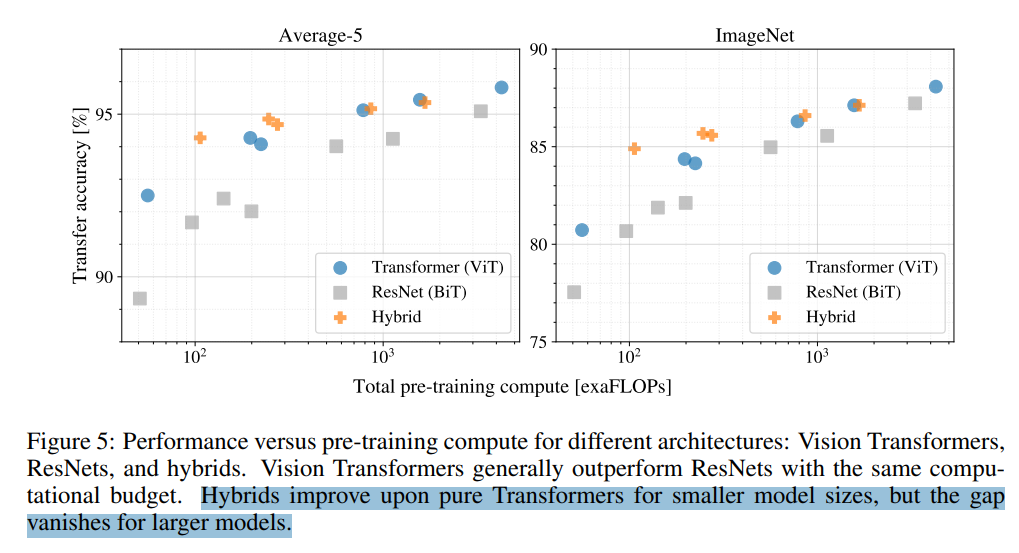 Average-5
ImageNet
Transfer accuracy [%]
95
90
10²
10³
Transformer (ViT)
ResNet (BiT)
Hybrid
90
85
80
75
10²
10³
Transformer (ViT)
ResNet (BiT)
Hybrid
Total pre-training compute [exaFLOPs]
Figure 5: Performance versus pre-training compute for different architectures: Vision Transformers,
ResNets, and hybrids. Vision Transformers generally outperform ResNets with the same compu-
tational budget. Hybrids improve upon pure Transformers for smaller model sizes, but the gap
vanishes for larger models.